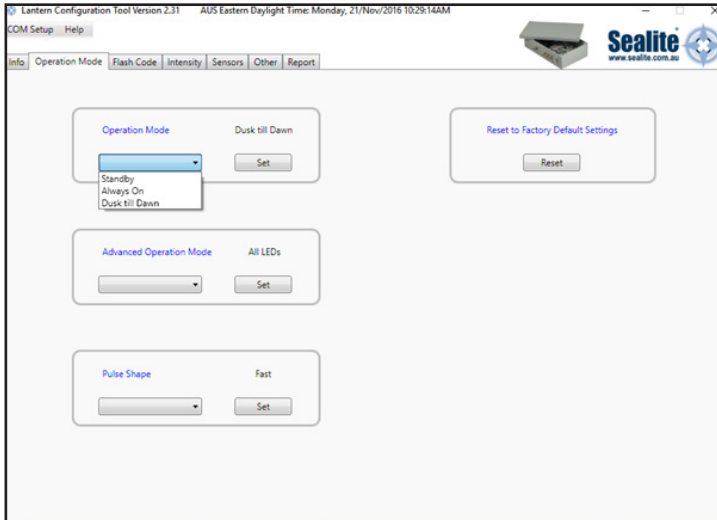 Lantern Configuration Tool Version 2.31 AUS Eastern Daylight Time: Monday, 21/Nov/2016 10:29:14AM
COM Setup Help
Sealite
www.sealite.com.au
Info Operation Mode Flash Code Intensity Sensors Other Report
Operation Mode Dusk till Dawn
Set
Standby
Always On
Dusk till Dawn
Reset to Factory Default Settings
Reset
Advanced Operation Mode All LEDs
Set
Pulse Shape Fast
Set